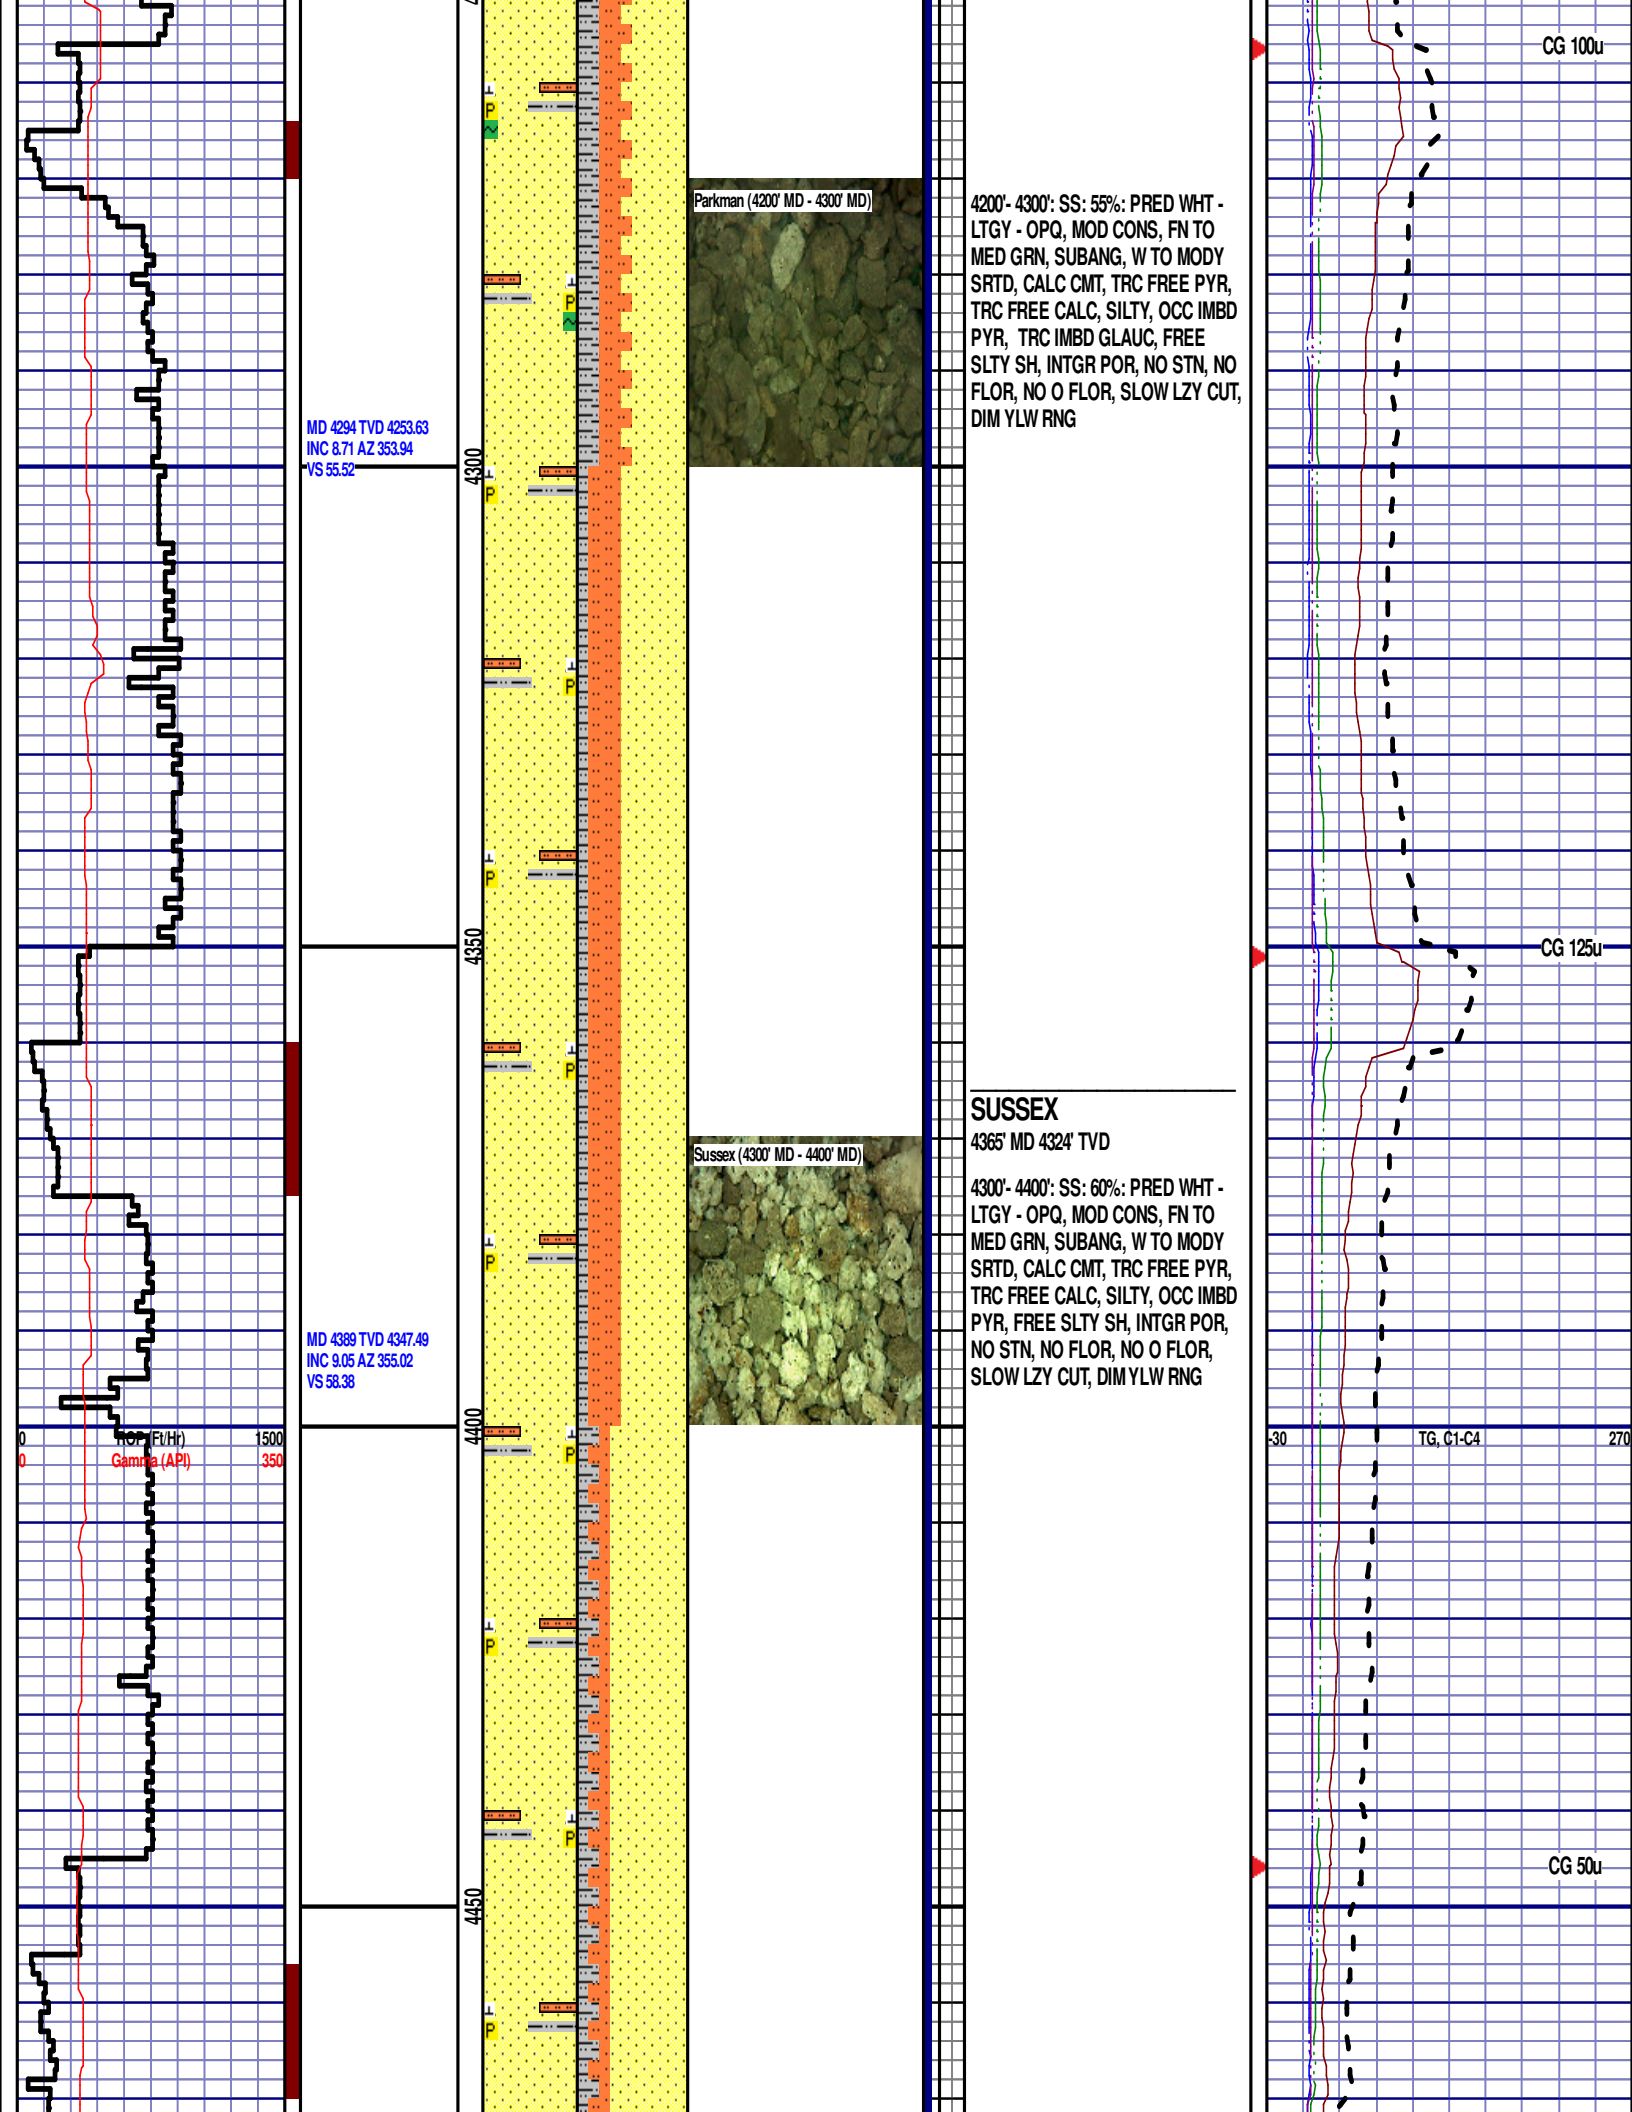 CG 100u
P
Parkman (4200' MD - 4300' MD)
4200'- 4300': SS: 55%: PRED WHT -
LTGY - OPQ, MOD CONS, FN TO
MED GRN, SUBANG, W TO MODY
SRTD, CALC CMT, TRC FREE PYR,
TRC FREE CALC, SILTY, OCC IMBD
PYR, TRC IMBD GLAUC, FREE
SLTY SH, INTGR POR, NO STN, NO
FLOR, NO O FLOR, SLOW LZY CUT,
DIM YLW RNG
P
MD 4294 TVD 4253.63
INC 8.71 AZ 353.94
VS 55.52
4300
P
P
P
4350
CG 125u
P
SUSSEX
4365' MD 4324' TVD
Sussex (4300' MD - 4400' MD)
4300'- 4400': SS: 60%: PRED WHT -
LTGY - OPQ, MOD CONS, FN TO
MED GRN, SUBANG, W TO MODY
SRTD, CALC CMT, TRC FREE PYR,
TRC FREE CALC, SILTY, OCC IMBD
PYR, FREE SLTY SH, INTGR POR,
NO STN, NO FLOR, NO O FLOR,
SLOW LZY CUT, DIM YLW RNG
P
MD 4389 TVD 4347.49
INC 9.05 AZ 355.02
VS 58.38
4400
0 ROP (Ft/Hr) 1500
0 Gamma (API) 350
-30 TG, C1-C4 270
P
P
P
CG 50u
4450
P